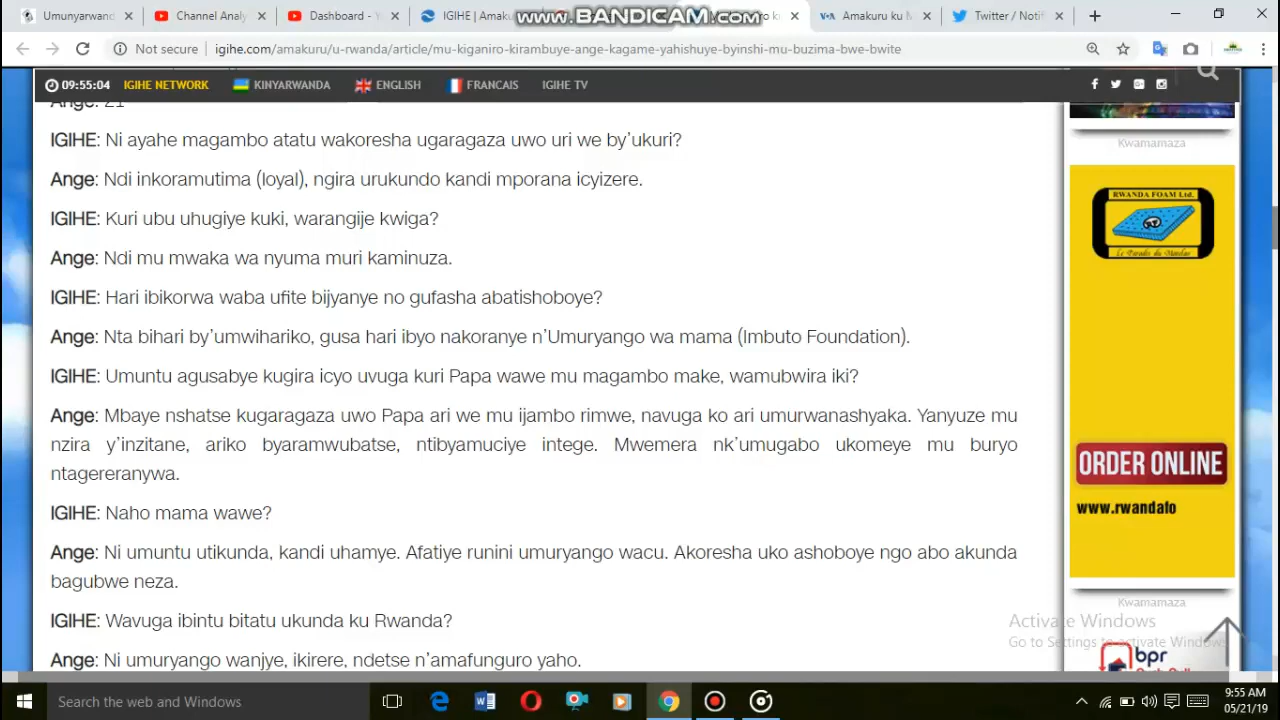 Umunyarwand
Channel Analy
Dashboard - Y
IGIHE | Amaku
www.BANDICAM.com
Amakuru ku N
Twitter / Notif
Not secure
igihe.com/amakuru/u-rwanda/article/mu-kiganiro-kirambuye-ange-kagame-yahishuye-byinshi-mu-buzima-bwe-bwite
09:55:04 IGIHE NETWORK KINYARWANDA ENGLISH FRANCAIS IGIHE TV
Ange: 21
IGIHE: Ni ayahe magambo atatu wakoresha ugaragaza uwo uri we by’ukuri?
Ange: Ndi inkoramutima (loyal), ngira urukundo kandi mporana icyizere.
IGIHE: Kuri ubu uhugiye kuki, warangije kwiga?
Ange: Ndi mu mwaka wa nyuma muri kaminuza.
IGIHE: Hari ibikorwa waba ufite bijyanye no gufasha abatishoboye?
Ange: Nta bihari by’umwihariko, gusa hari ibyo nakoranye n’Umuryango wa mama (Imbuto Foundation).
IGIHE: Umuntu agusabye kugira icyo uvuga kuri Papa wawe mu magambo make, wamubwira iki?
Ange: Mbaye nshatse kugaragaza uwo Papa ari we mu ijambo rimwe, navuga ko ari umurwanashyaka. Yanyuze mu
nzira y’inzitane, ariko byaramwubatse, ntibyamuciye intege. Mwemera nk’umugabo ukomeye mu buryo
ntagereranywa.
IGIHE: Naho mama wawe?
Ange: Ni umuntu utikunda, kandi uhamye. Afatiye runini umuryango wacu. Akoresha uko ashoboye ngo abo akunda
bagubwe neza.
IGIHE: Wavuga ibintu bitatu ukunda ku Rwanda?
Ange: Ni umuryango wanjye, ikirere, ndetse n’amafunguro yaho.
Kwamamaza
RWANDA FOAM Ltd.
Le Paradis du Matelas
ORDER ONLINE
www.rwandafo
Kwamamaza
Activate Windows
Go to Settings to activate Windows.
bpr
Search the web and Windows
9:55 AM
05/21/19